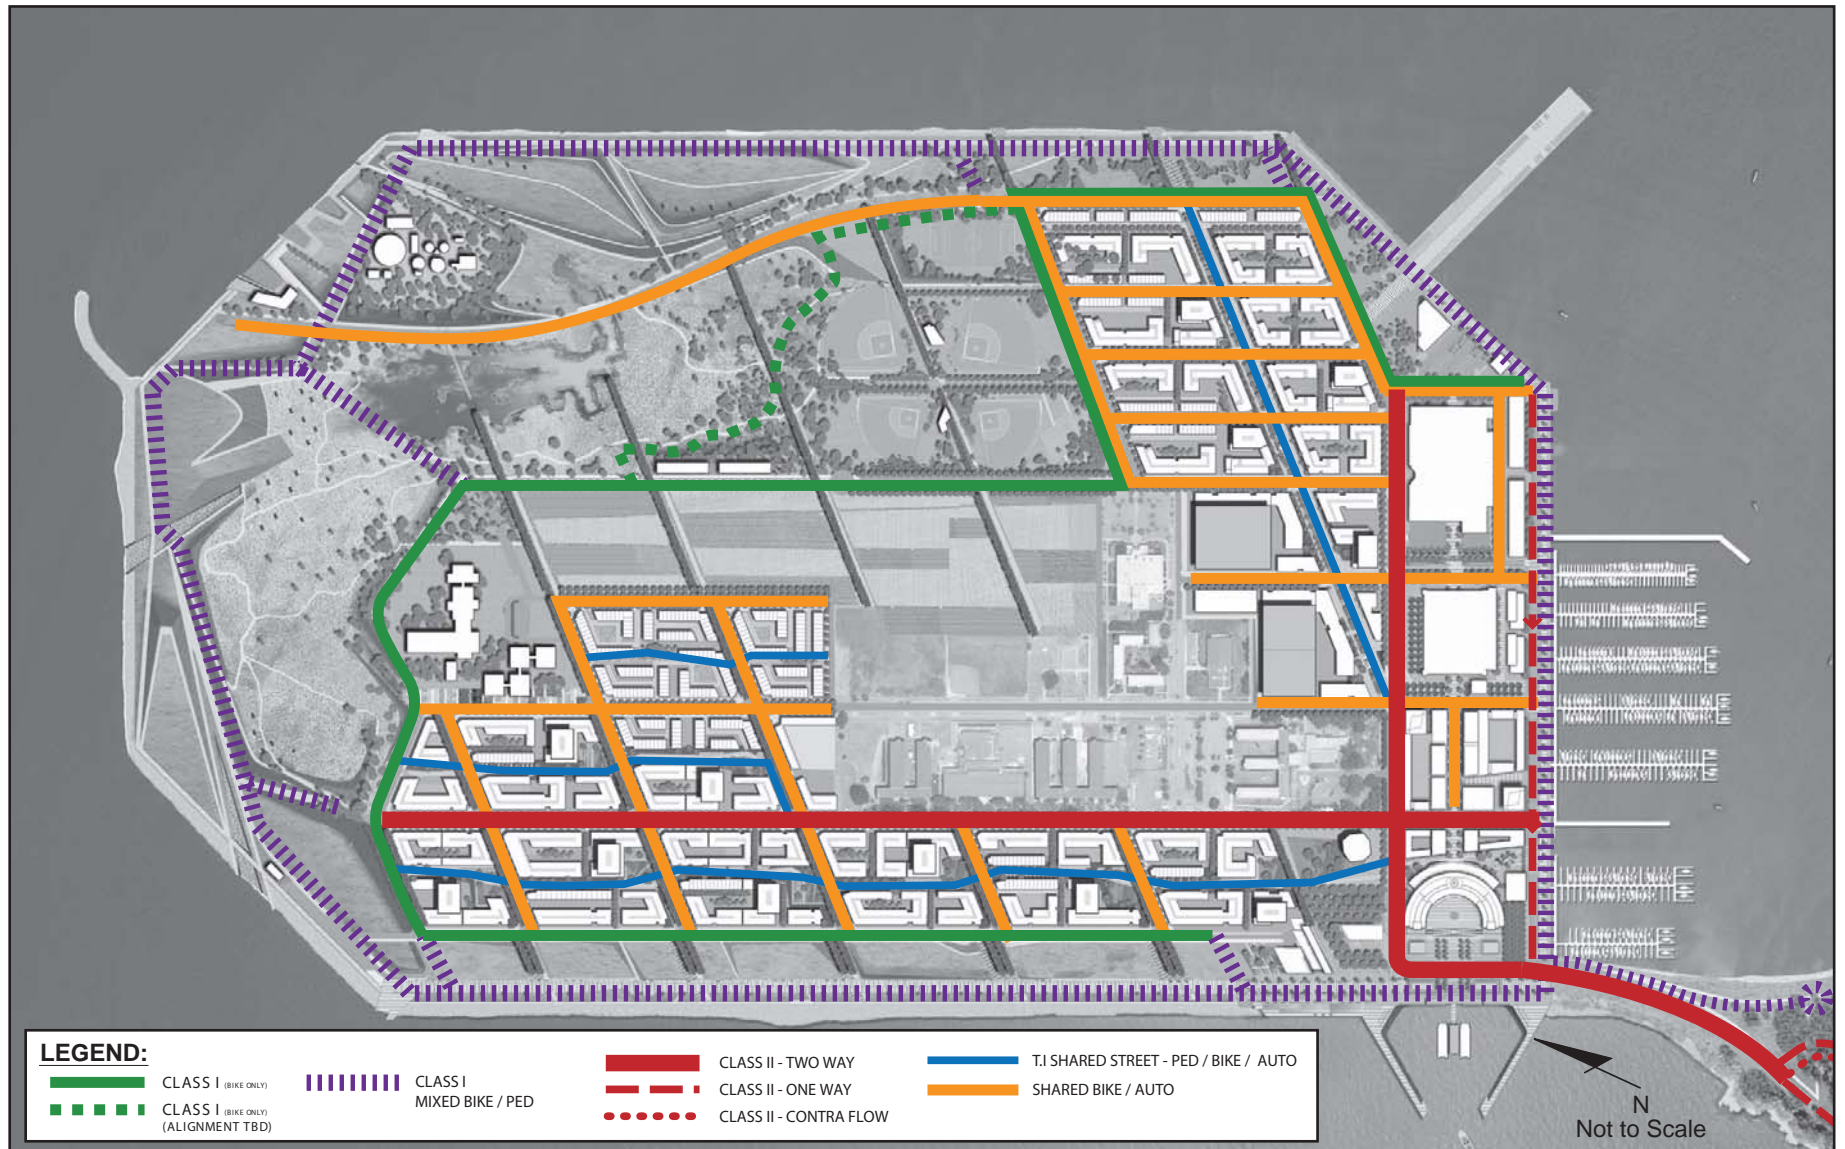 LEGEND:
CLASS I (BIKE ONLY)
CLASS I (BIKE ONLY)
(ALIGNMENT TBD)
CLASS I
MIXED BIKE / PED
CLASS II - TWO WAY
CLASS II - ONE WAY
CLASS II - CONTRA FLOW
T.I SHARED STREET - PED / BIKE / AUTO
SHARED BIKE / AUTO
N
Not to Scale